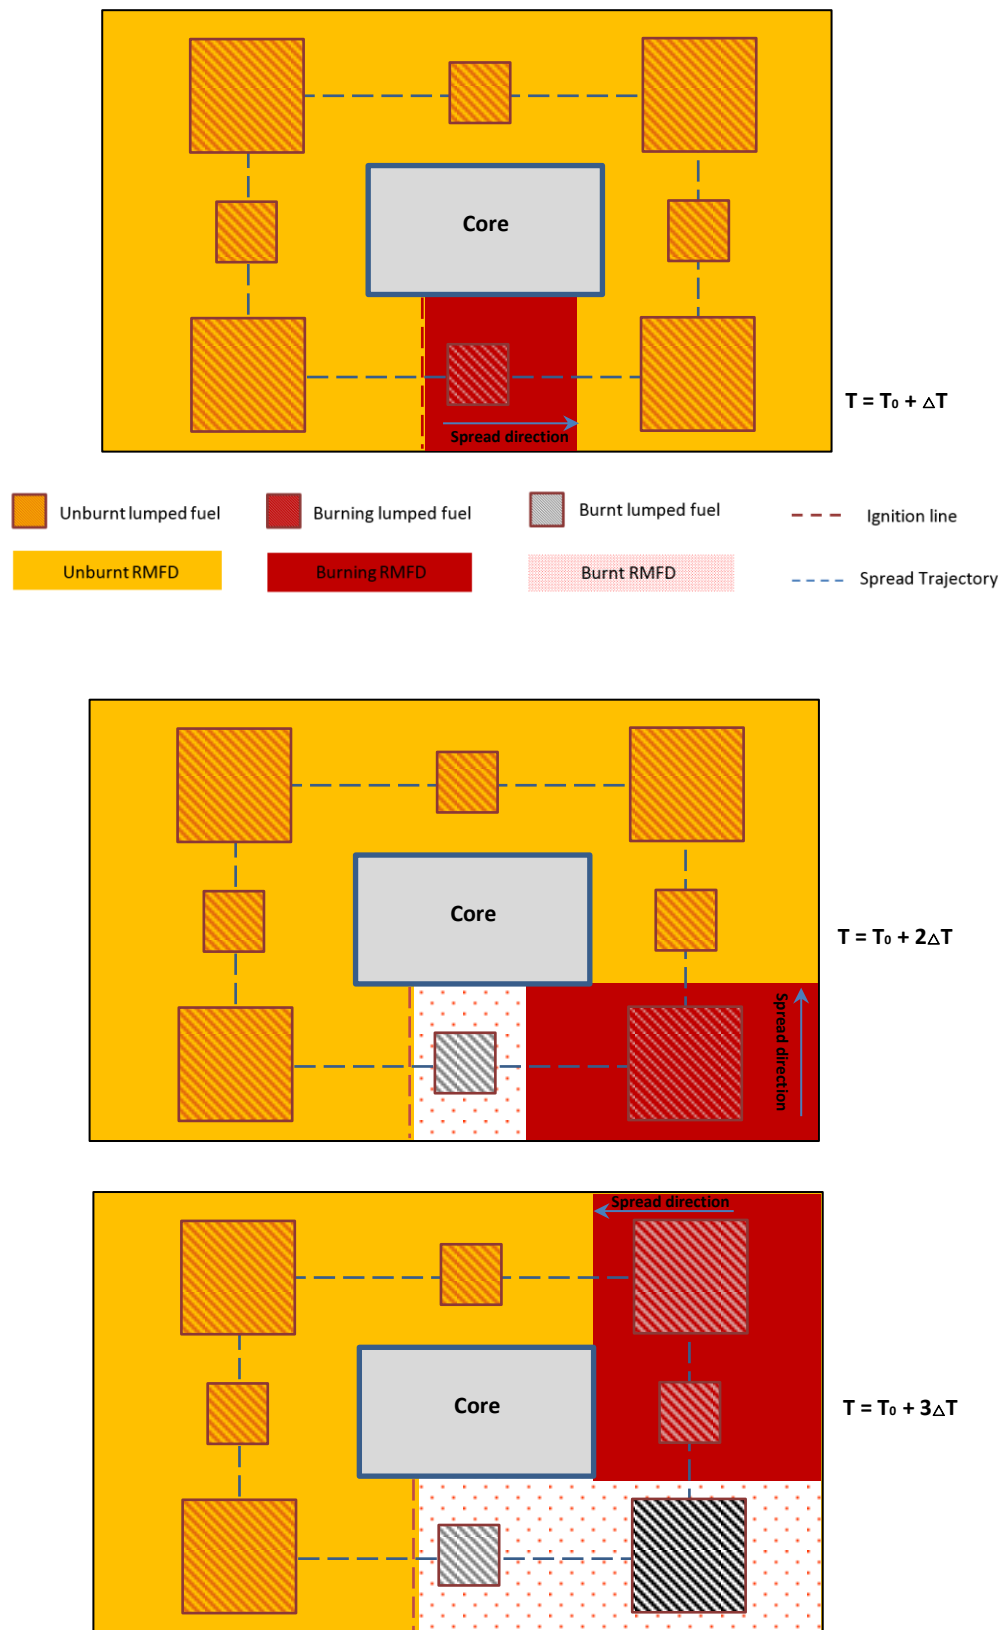 Core
Spread direction
T = T₀ + △T
Unburnt lumped fuel
Burning lumped fuel
Burnt lumped fuel
Ignition line
Unburnt RMFD
Burning RMFD
Burnt RMFD
Spread Trajectory
Core
T = T₀ + 2△T
Spread direction
Spread direction
Core
T = T₀ + 3△T